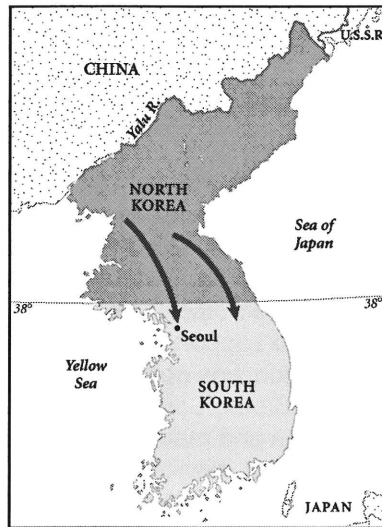 U.S.S.R.
CHINA
Yalu R.
NORTH
KOREA
Sea of
Japan
38°
38°
Seoul
Yellow
Sea
SOUTH
KOREA
JAPAN